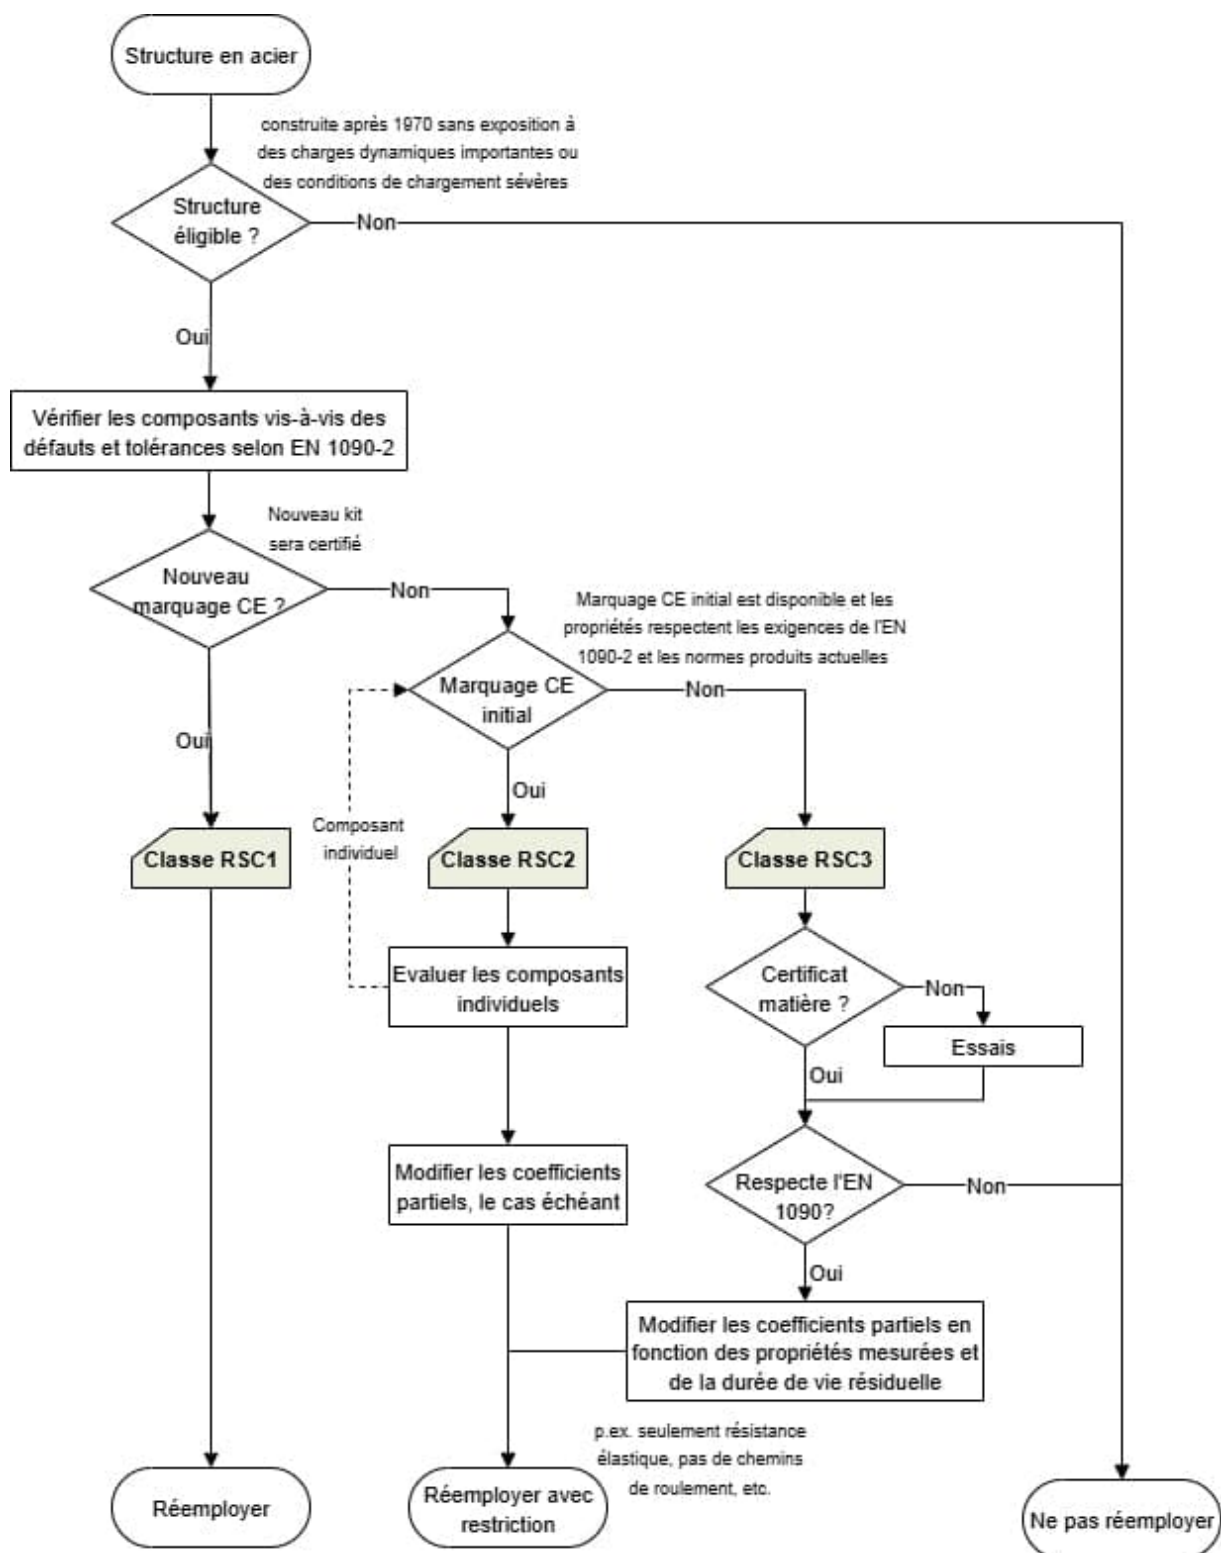 Structure en acier
construite après 1970 sans exposition à
des charges dynamiques importantes ou
des conditions de chargement sévères
Structure
éligible ?
Non
Oui
Vérifier les composants vis-à-vis des
défauts et tolérances selon EN 1090-2
Nouveau kit
sera certifié
Nouveau
marquage CE ?
Non
Marquage CE initial est disponible et les
propriétés respectent les exigences de l'EN
1090-2 et les normes produits actuelles
Marquage CE
initial
Non
Oui
Oui
Composant
individuel
Classe RSC1
Classe RSC2
Classe RSC3
Evaluer les composants
individuels
Certificat
matière ?
Non
Essais
Oui
Modifier les coefficients
partiels, le cas échéant
Respecte l'EN
1090?
Non
Oui
Modifier les coefficients partiels en
fonction des propriétés mesurées et
de la durée de vie résiduelle
p.ex. seulement résistance
élastique, pas de chemins
de roulement, etc.
Réemployer
Réemployer avec
restriction
Ne pas réemployer